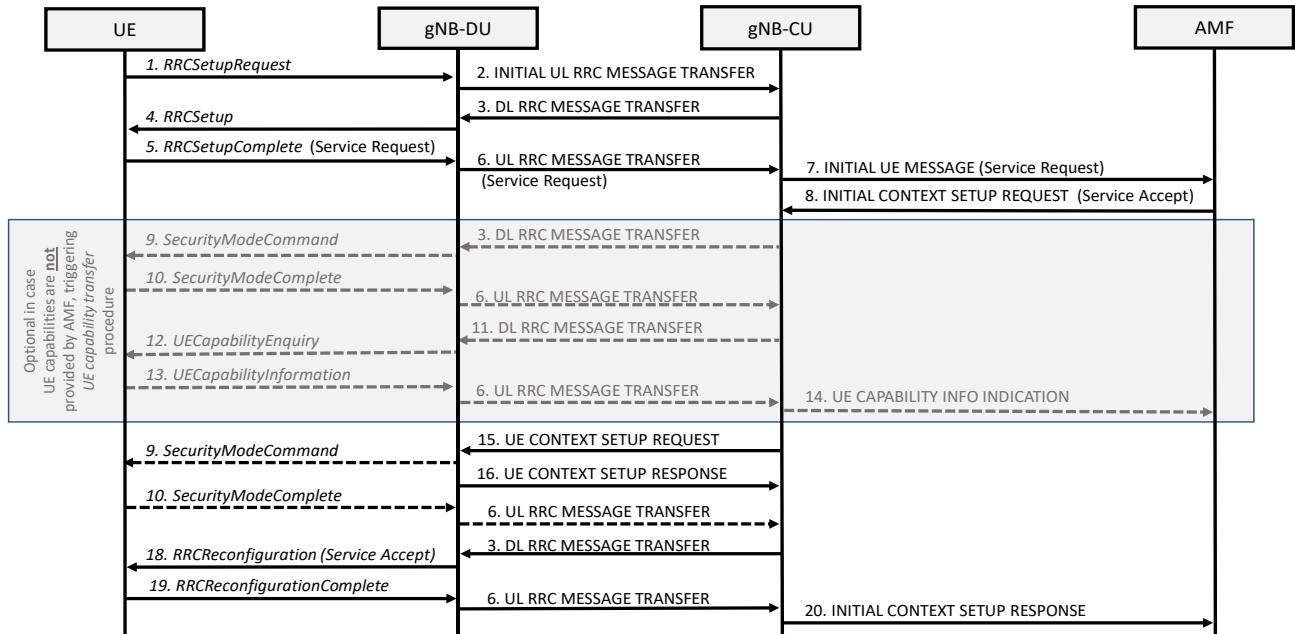 UE
gNB-DU
gNB-CU
AMF
1. RRCSetupRequest
2. INITIAL UL RRC MESSAGE TRANSFER
3. DL RRC MESSAGE TRANSFER
4. RRCSetup
5. RRCSetupComplete (Service Request)
6. UL RRC MESSAGE TRANSFER
(Service Request)
7. INITIAL UE MESSAGE (Service Request)
8. INITIAL CONTEXT SETUP REQUEST (Service Accept)
Optional in case
UE capabilities are not
provided by AMF, triggering
UE capability transfer
procedure
3. DL RRC MESSAGE TRANSFER
9. SecurityModeCommand
10. SecurityModeComplete
6. UL RRC MESSAGE TRANSFER
11. DL RRC MESSAGE TRANSFER
12. UECapabilityEnquiry
13. UECapabilityInformation
6. UL RRC MESSAGE TRANSFER
14. UE CAPABILITY INFO INDICATION
15. UE CONTEXT SETUP REQUEST
9. SecurityModeCommand
16. UE CONTEXT SETUP RESPONSE
10. SecurityModeComplete
6. UL RRC MESSAGE TRANSFER
3. DL RRC MESSAGE TRANSFER
18. RRCReconfiguration (Service Accept)
19. RRCReconfigurationComplete
6. UL RRC MESSAGE TRANSFER
20. INITIAL CONTEXT SETUP RESPONSE